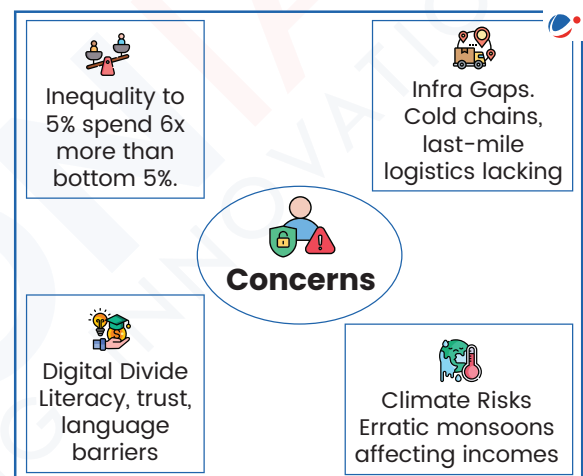 Inequality to
5% spend 6x
more than
bottom 5%.
Infra Gaps.
Cold chains,
last-mile
logistics lacking
Concerns
Digital Divide
Literacy, trust,
language
barriers
Climate Risks
Erratic monsoons
affecting incomes